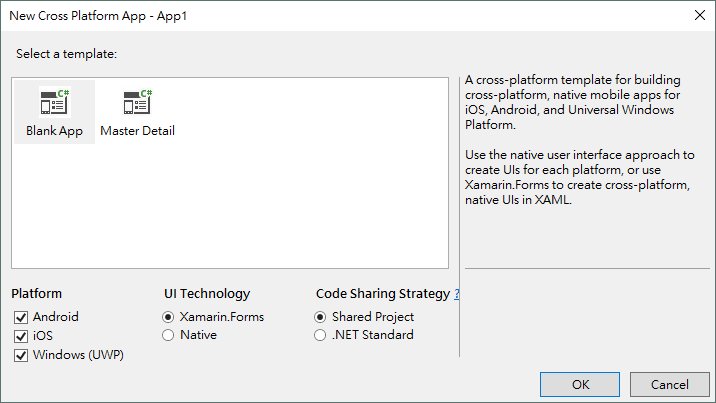 New Cross Platform App - App1
Select a template:
C#
Blank App
C#
Master Detail
A cross-platform template for building
cross-platform, native mobile apps for
iOS, Android, and Universal Windows
Platform.
Use the native user interface approach to
create UIs for each platform, or use
Xamarin.Forms to create cross-platform,
native UIs in XAML.
Platform
Android
iOS
Windows (UWP)
UI Technology
Xamarin.Forms
Native
Code Sharing Strategy ?
Shared Project
.NET Standard
OK
Cancel